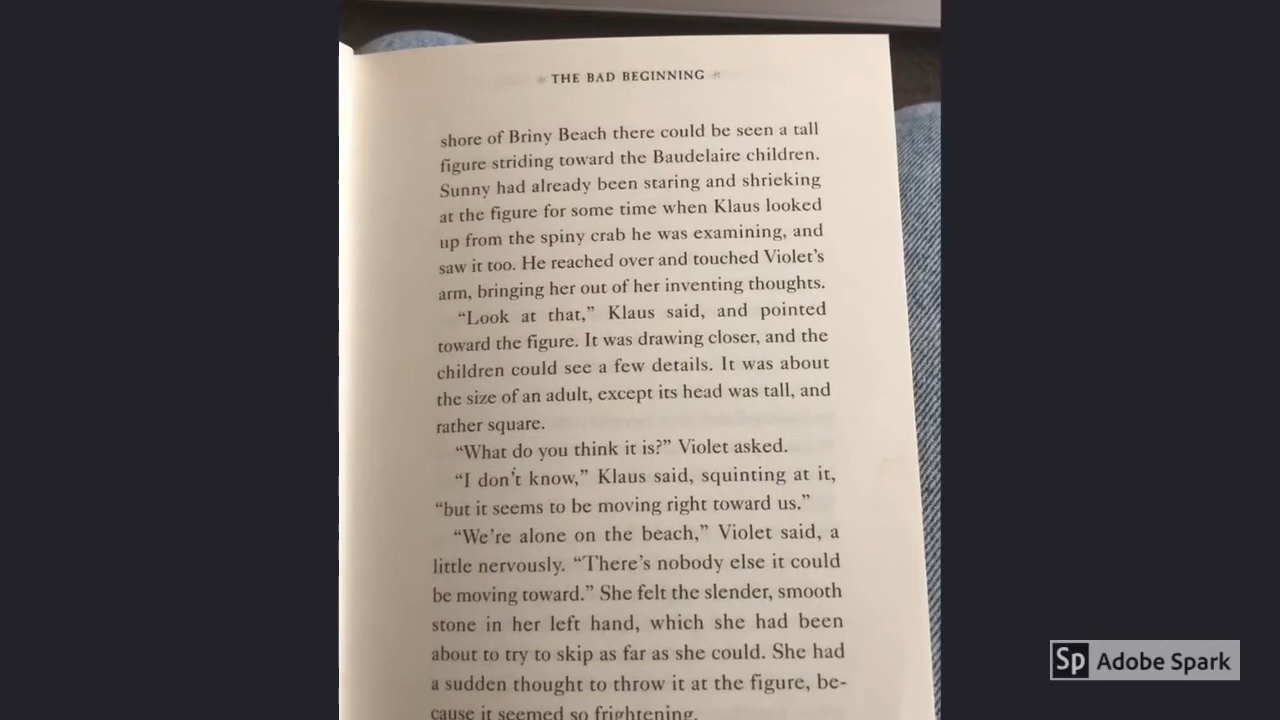 * THE BAD BEGINNING *
shore of Briny Beach there could be seen a tall
figure striding toward the Baudelaire children.
Sunny had already been staring and shrieking
at the figure for some time when Klaus looked
up from the spiny crab he was examining, and
saw it too. He reached over and touched Violet's
arm, bringing her out of her inventing thoughts.
“Look at that,” Klaus said, and pointed
toward the figure. It was drawing closer, and the
children could see a few details. It was about
the size of an adult, except its head was tall, and
rather square.
“What do you think it is?” Violet asked.
“I don't know,” Klaus said, squinting at it,
“but it seems to be moving right toward us.”
“We're alone on the beach,” Violet said, a
little nervously. “There's nobody else it could
be moving toward.” She felt the slender, smooth
stone in her left hand, which she had been
about to try to skip as far as she could. She had
a sudden thought to throw it at the figure, be-
cause it seemed so frightening.
Sp Adobe Spark